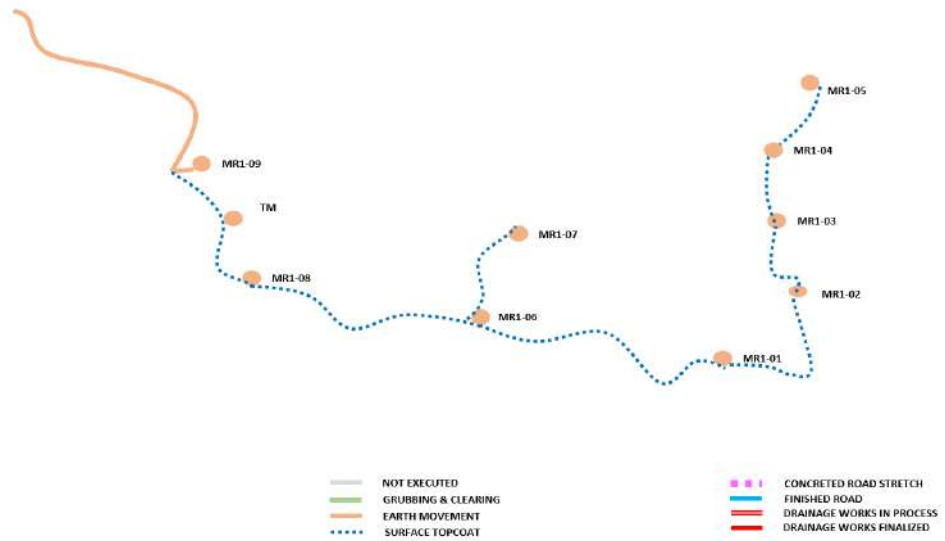 MR1-05
MR1-04
MR1-09
TM
MR1-03
MR1-07
MR1-08
MR1-02
MR1-06
MR1-01
NOT EXECUTED
GRUBBING & CLEARING
EARTH MOVEMENT
SURFACE TOPCOAT
CONCRETED ROAD STRETCH
FINISHED ROAD
DRAINAGE WORKS IN PROCESS
DRAINAGE WORKS FINALIZED